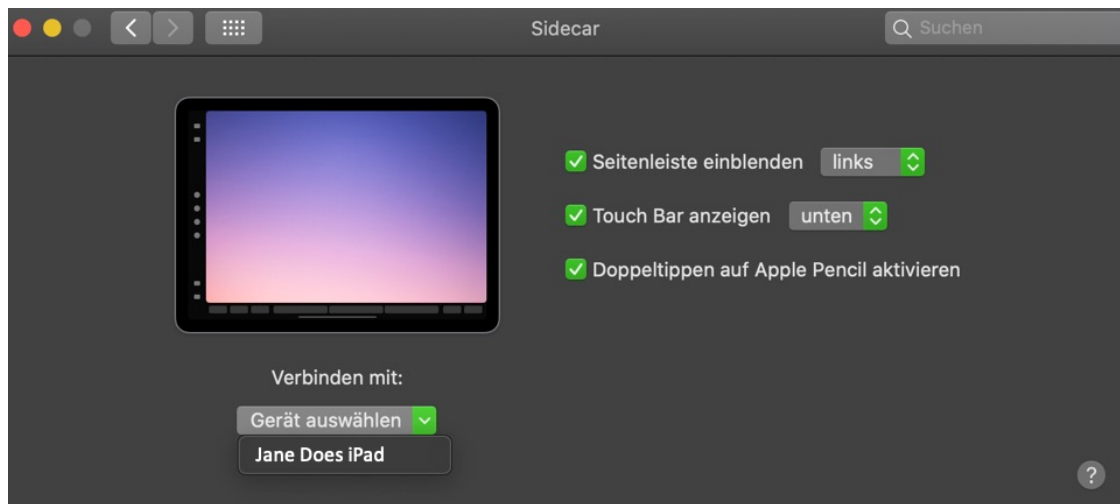 Sidecar
Suchen
Seitenleiste einblenden links
Touch Bar anzeigen unten
Doppeltippen auf Apple Pencil aktivieren
Verbinden mit:
Gerät auswählen
Jane Does iPad
?